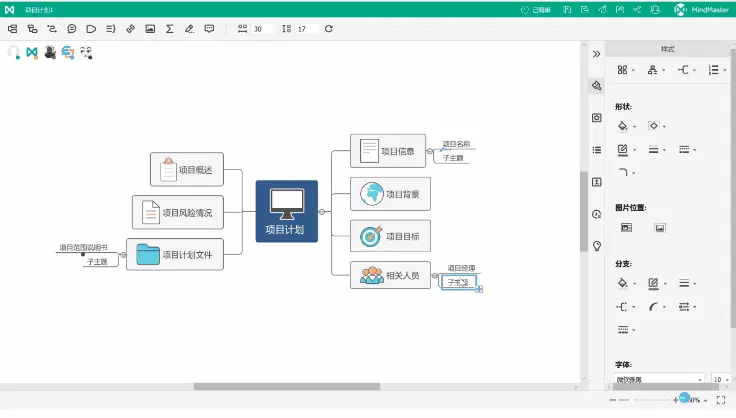 项目计划1
已编辑
MindMaster
30
17
样式
形状:
图片位置:
分支:
字体:
微软雅黑
10
项目概述
项目风险情况
项目计划文件
项目范围说明书
子主题
项目计划
项目信息
项目名称
子主题
项目背景
项目目标
相关人员
项目经理
子主题